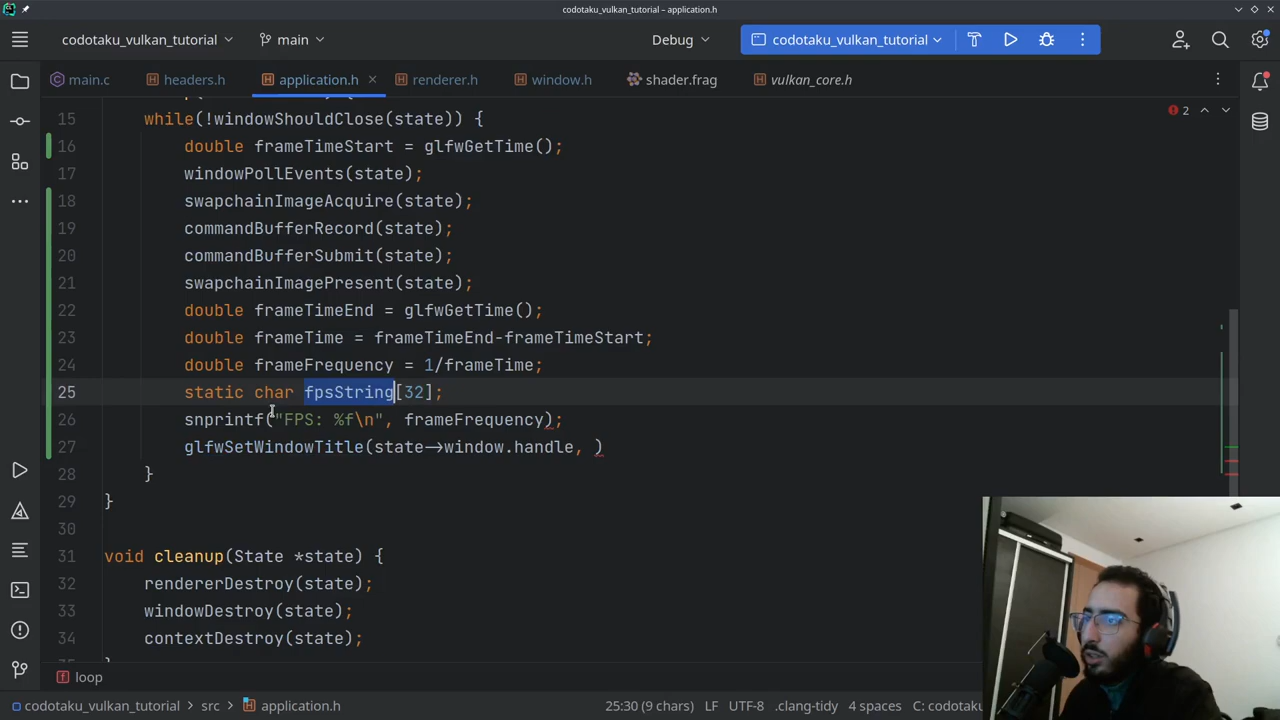 codotaku_vulkan_tutorial – application.h
codotaku_vulkan_tutorial main Debug codotaku_vulkan_tutorial
main.c headers.h application.h renderer.h window.h shader.frag vulkan_core.h
2
15 while(!windowShouldClose(state)) {
16 double frameTimeStart = glfwGetTime();
17 windowPollEvents(state);
18 swapchainImageAcquire(state);
19 commandBufferRecord(state);
20 commandBufferSubmit(state);
21 swapchainImagePresent(state);
22 double frameTimeEnd = glfwGetTime();
23 double frameTime = frameTimeEnd-frameTimeStart;
24 double frameFrequency = 1/frameTime;
25 static char fpsString[32];
26 snprintf("FPS: %f\n", frameFrequency);
27 glfwSetWindowTitle(state->window.handle, )
28 }
29 }
30
31 void cleanup(State *state) {
32 rendererDestroy(state);
33 windowDestroy(state);
34 contextDestroy(state);
f loop
codotaku_vulkan_tutorial > src > application.h 25:30 (9 chars) LF UTF-8 .clang-tidy 4 spaces C: codotaku